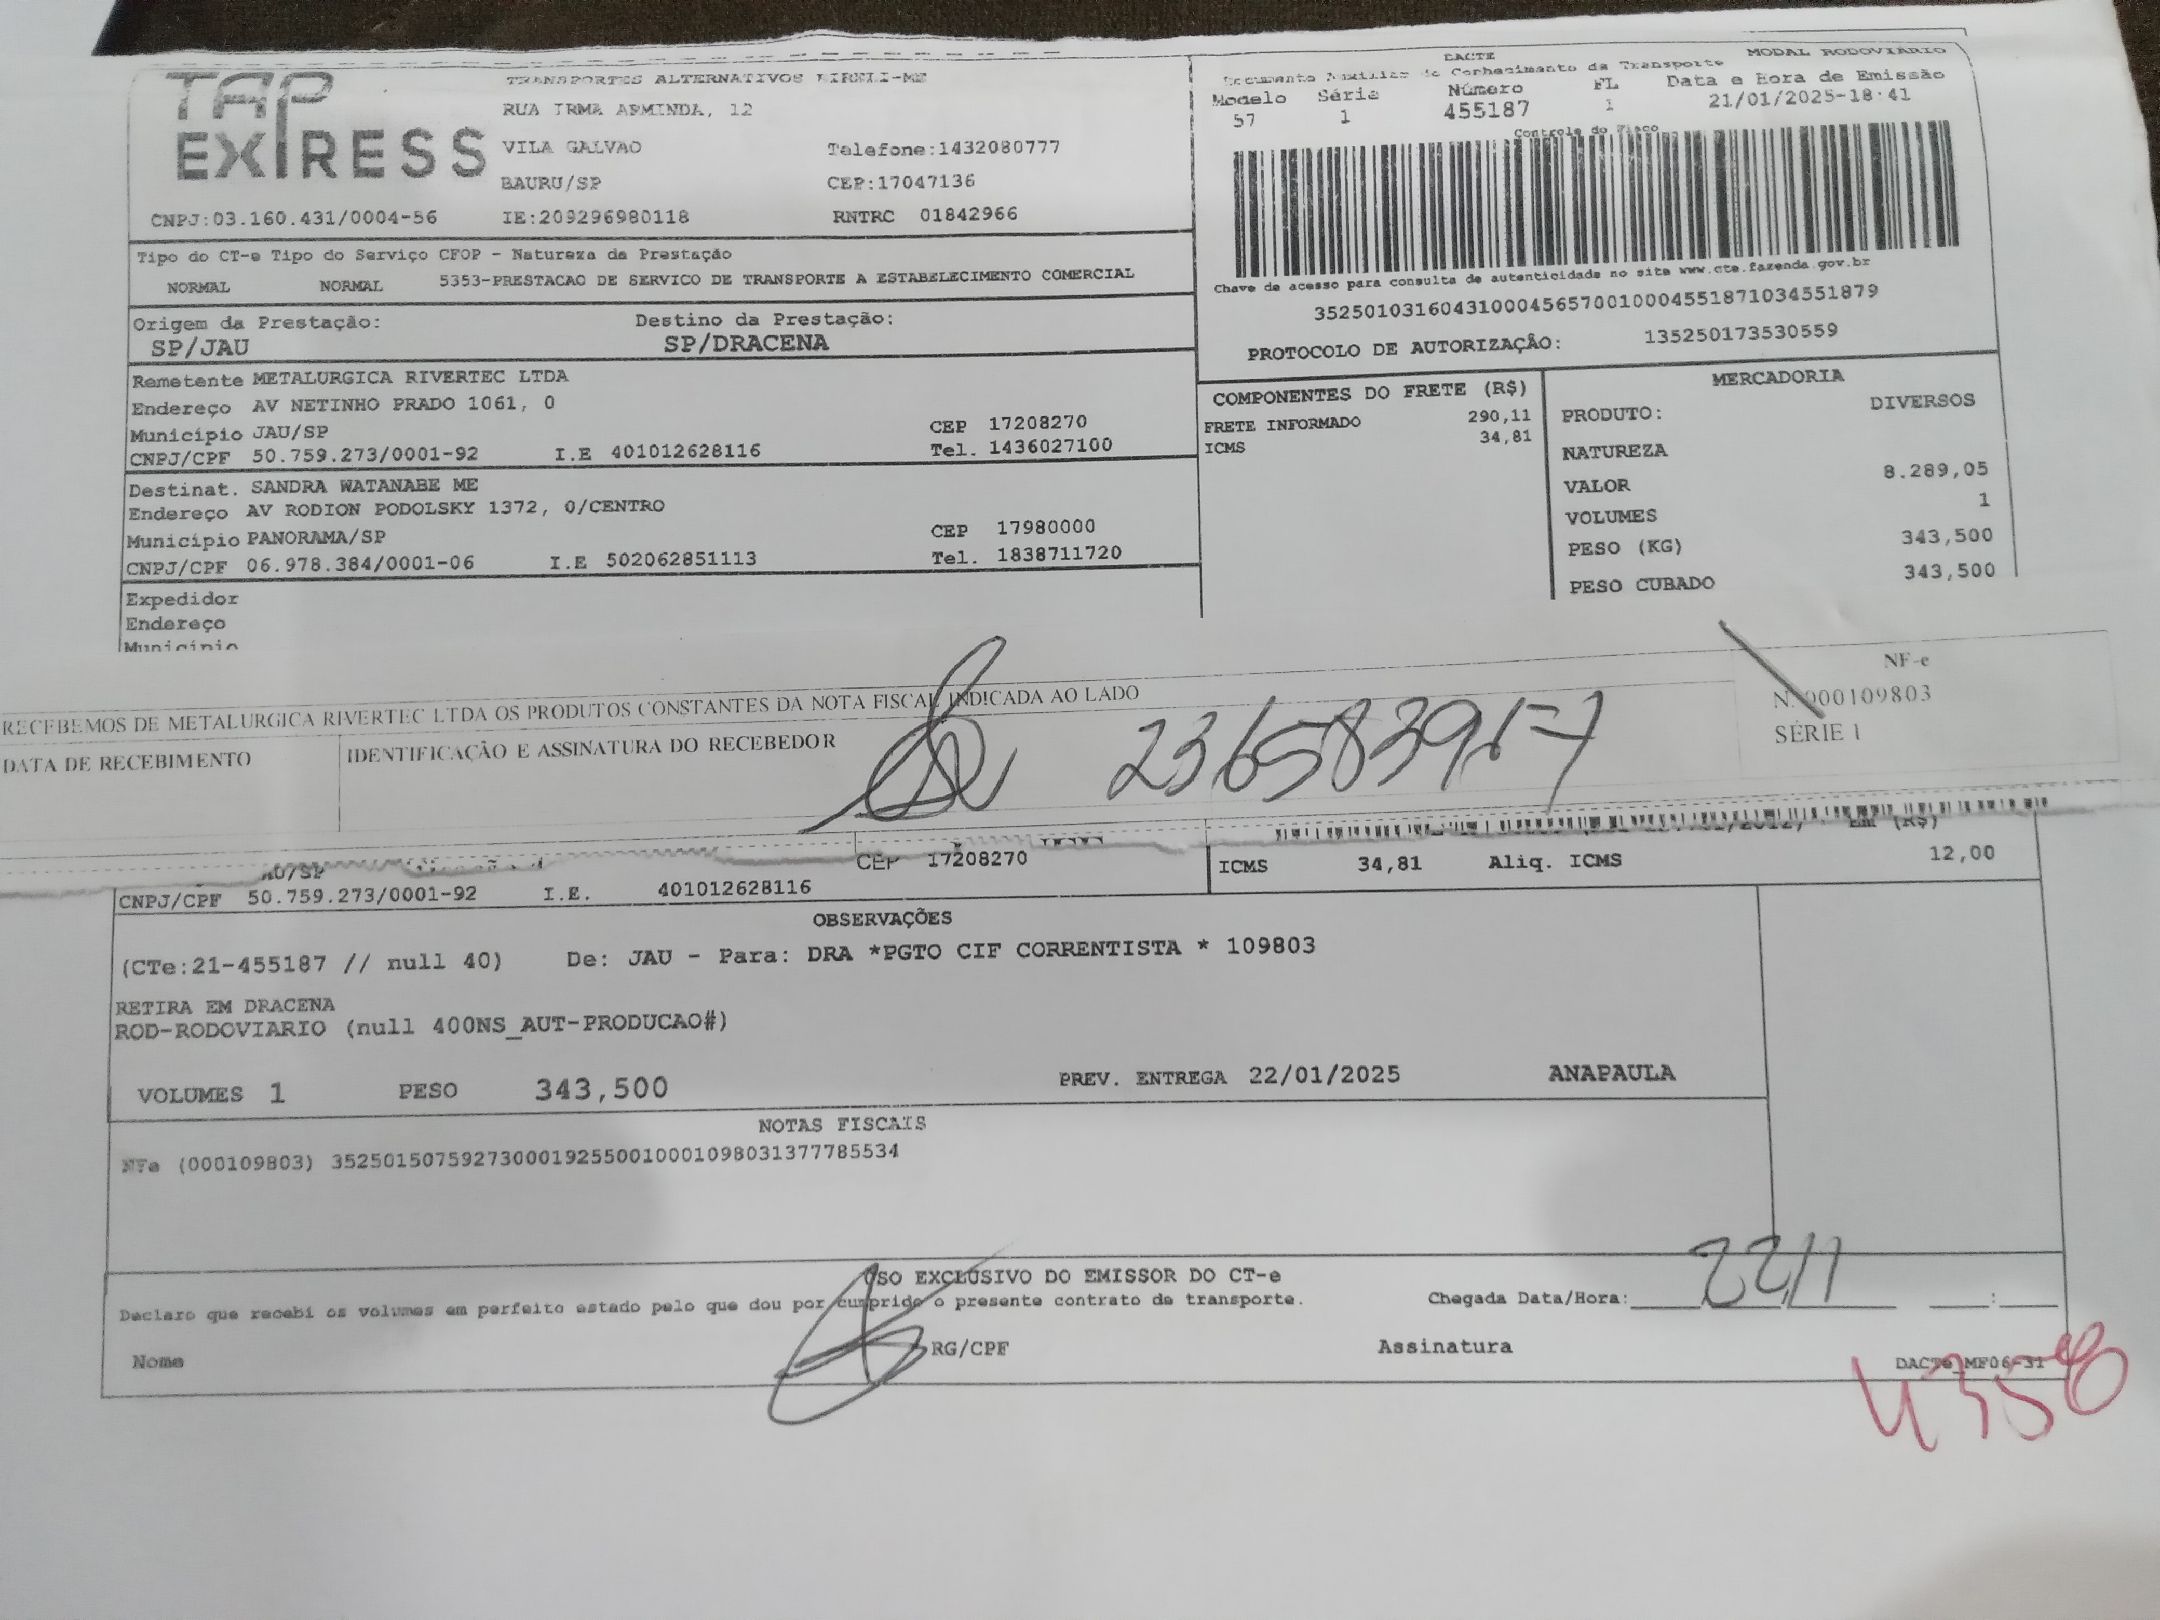 TAP EXPRESS
TRANSPORTES ALTERNATIVOS EIRELI-ME
RUA IRMA ARMINDA, 12
VILA GALVAO Telefone:1432080777
BAURU/SP CEP:17047136
CNPJ:03.160.431/0004-56 IE:209296980118 RNTRC 01842966
DACTE MODAL RODOVIÁRIO
Documento Auxiliar do Conhecimento de Transporte
Modelo Série Número FL Data e Hora de Emissão
57 1 455187 1 21/01/2025-18:41
Controle do Fisco
Chave de acesso para consulta de autenticidade no site www.cte.fazenda.gov.br
35250103160431000456570010004551871034551879
PROTOCOLO DE AUTORIZAÇÃO: 135250173530559
Tipo do CT-e Tipo do Serviço CFOP - Natureza da Prestação
NORMAL NORMAL 5353-PRESTACAO DE SERVICO DE TRANSPORTE A ESTABELECIMENTO COMERCIAL
Origem da Prestação: Destino da Prestação:
SP/JAU SP/DRACENA
Remetente METALURGICA RIVERTEC LTDA
Endereço AV NETINHO PRADO 1061, 0
Município JAU/SP CEP 17208270
CNPJ/CPF 50.759.273/0001-92 I.E 401012628116 Tel. 1436027100
Destinat. SANDRA WATANABE ME
Endereço AV RODION PODOLSKY 1372, 0/CENTRO
Município PANORAMA/SP CEP 17980000
CNPJ/CPF 06.978.384/0001-06 I.E 502062851113 Tel. 1838711720
Expedidor
Endereço
Município
COMPONENTES DO FRETE (R$)
FRETE INFORMADO 290,11
ICMS 34,81
MERCADORIA
PRODUTO: DIVERSOS
NATUREZA
VALOR 8.289,05
VOLUMES 1
PESO (KG) 343,500
PESO CUBADO 343,500
RECEBEMOS DE METALURGICA RIVERTEC LTDA OS PRODUTOS CONSTANTES DA NOTA FISCAL INDICADA AO LADO
DATA DE RECEBIMENTO IDENTIFICAÇÃO E ASSINATURA DO RECEBEDOR
NF-e
N. 000109803
SÉRIE 1
CEP 17208270
CNPJ/CPF 50.759.273/0001-92 I.E. 401012628116
ICMS 34,81 Aliq. ICMS 12,00
OBSERVAÇÕES
(CTe:21-455187 // null 40) De: JAU - Para: DRA *PGTO CIF CORRENTISTA * 109803
RETIRA EM DRACENA
ROD-RODOVIARIO (null 400NS_AUT-PRODUCAO#)
VOLUMES 1 PESO 343,500 PREV. ENTREGA 22/01/2025 ANAPAULA
NOTAS FISCAIS
NFe (000109803) 35250150759273000192550010001098031377785534
USO EXCLUSIVO DO EMISSOR DO CT-e
Declaro que recebi os volumes em perfeito estado pelo que dou por cumprido o presente contrato de transporte. Chegada Data/Hora: 22/1 :
Nome RG/CPF Assinatura
DACTe_MF06-31
4358